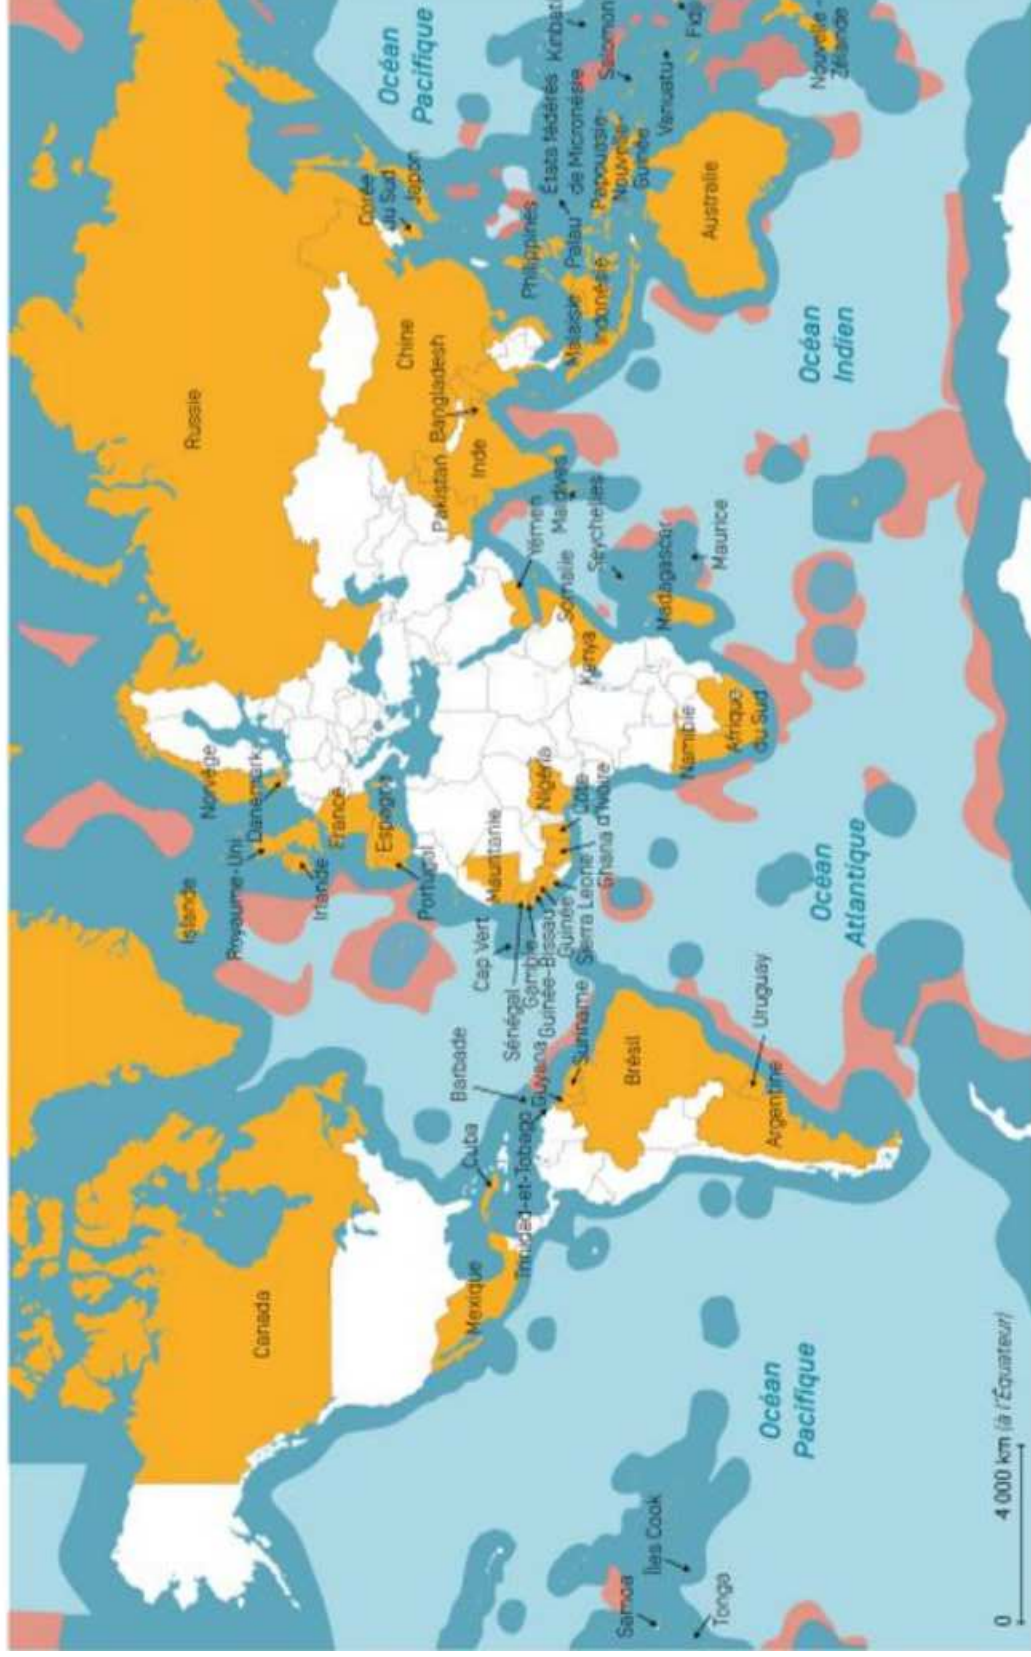 Océan
Pacifique
Russie
Canada
Islande
Norvège
Royaume-Uni
Danemark
Irlande
France
Espagne
Portugal
Corée
du Sud
Japon
Chine
Pakistan
Bangladesh
Inde
Mexique
Cuba
Barbade
Trinidad-et-Tobago
Guyana
Suriname
Cap Vert
Mauritanie
Sénégal
Gambie
Guinée-Bissau
Guinée
Sierra Leone
Côte
d'Ivoire
Ghana
Nigéria
Yémen
Somalie
Kenya
Maldives
Seychelles
Madagascar
Maurice
Namibie
Afrique
du Sud
Philippines
Palau
États fédérés
de Micronésie
Malaisie
Indonésie
Papouasie-
Nouvelle-
Guinée
Salomon
Vanuatu
Fidji
Australie
Nouvelle-
Zélande
Brésil
Uruguay
Argentine
Samoa
Îles Cook
Tonga
Océan
Pacifique
Océan
Atlantique
Océan
Indien
0 4 000 km (à l'Équateur)